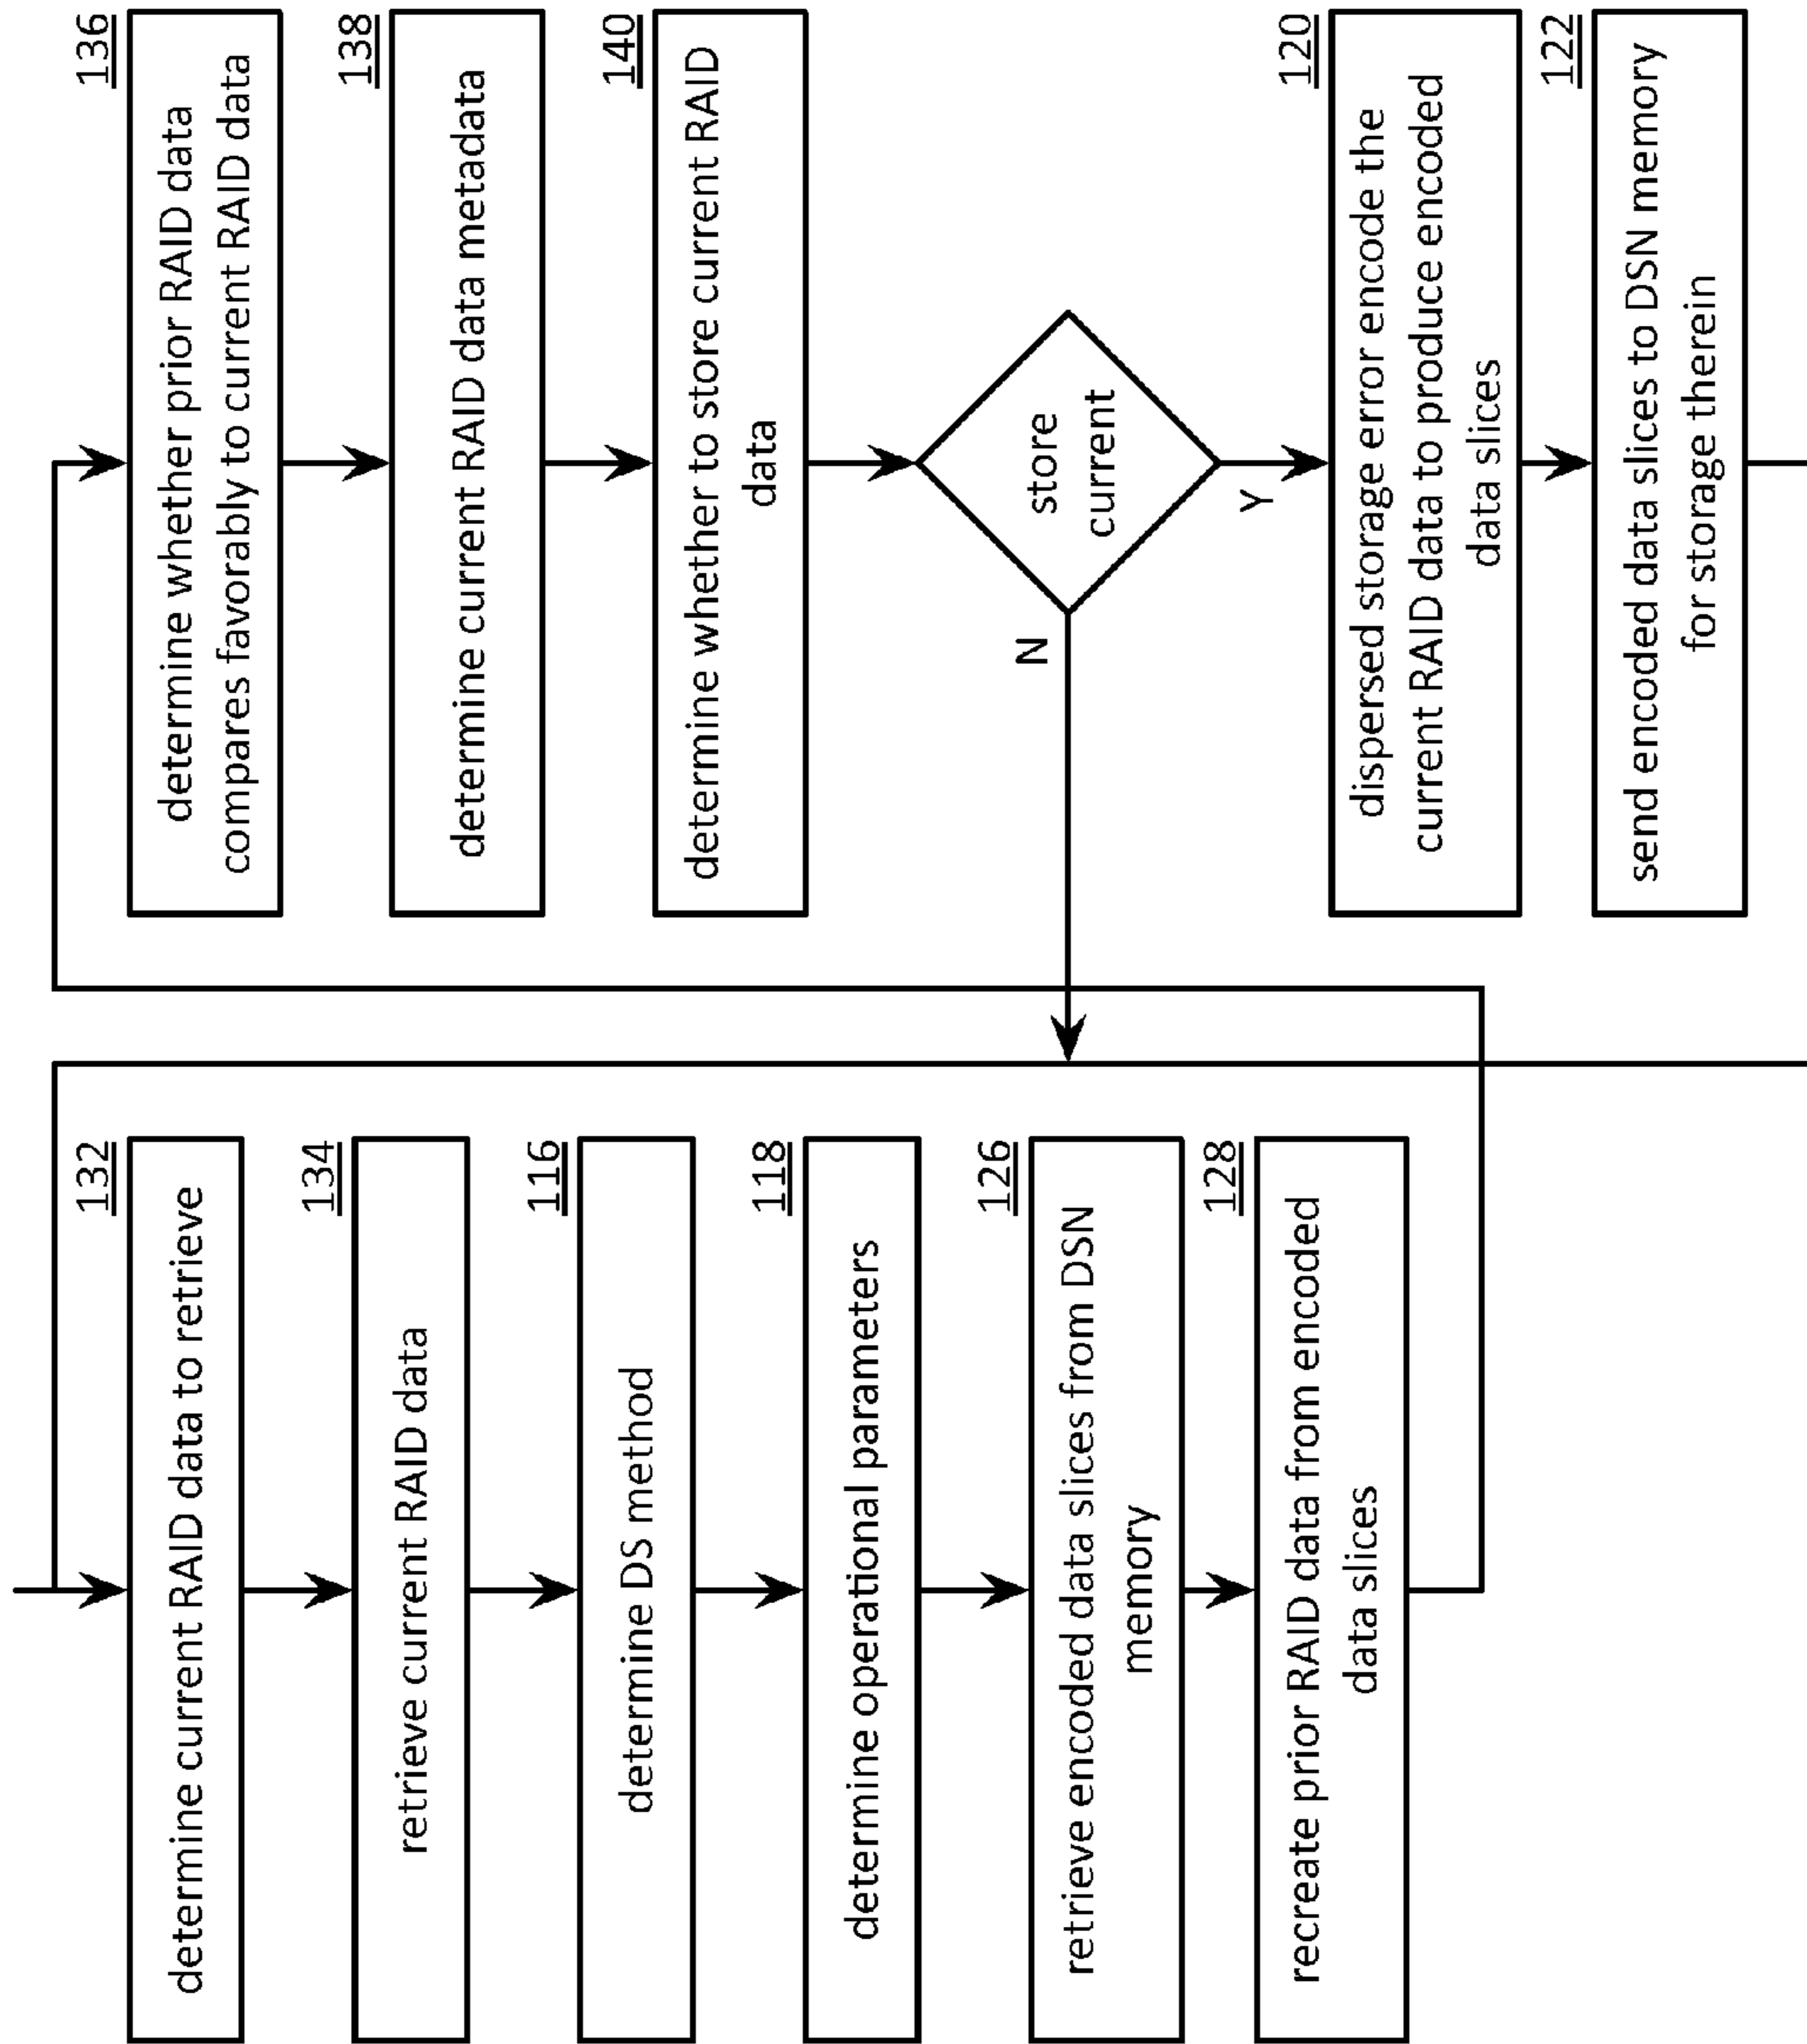 132
determine current RAID data to retrieve
134
retrieve current RAID data
116
determine DS method
118
determine operational parameters
126
retrieve encoded data slices from DSN
memory
128
recreate prior RAID data from encoded
data slices
136
determine whether prior RAID data
compares favorably to current RAID data
138
determine current RAID data metadata
140
determine whether to store current RAID
data
store
current
N
Y
120
dispersed storage error encode the
current RAID data to produce encoded
data slices
122
send encoded data slices to DSN memory
for storage therein